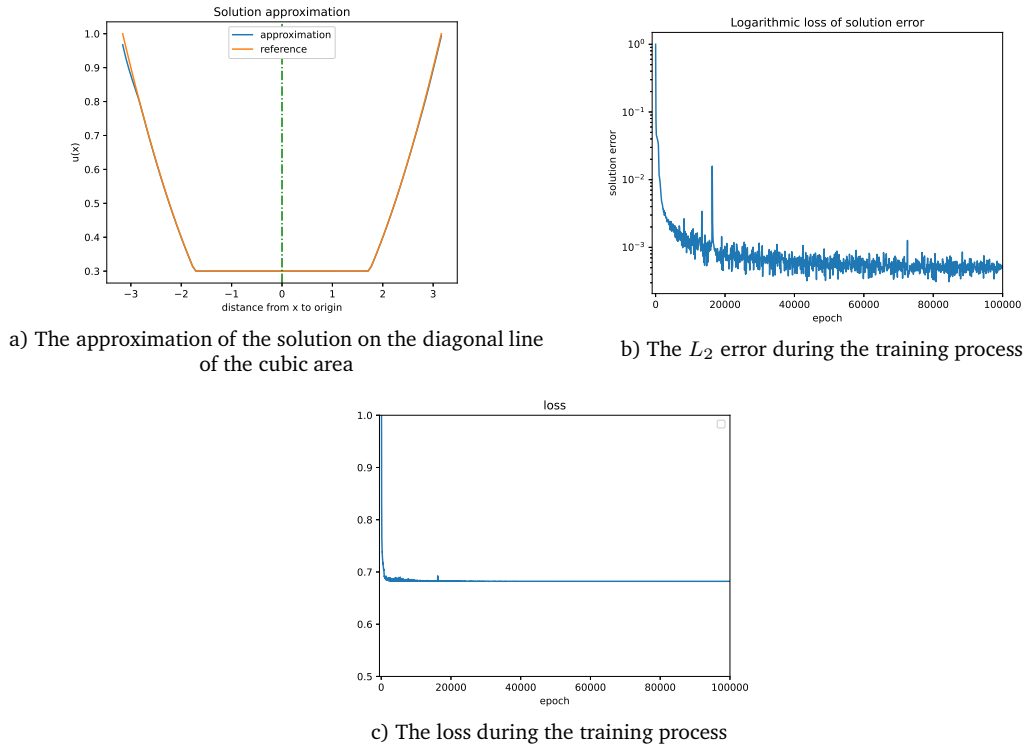 Solution approximation
1.0
0.9
0.8
0.7
0.6
0.5
0.4
0.3
u(x)
approximation
reference
−3
−2
−1
0
1
2
3
distance from x to origin
a) The approximation of the solution on the diagonal line
of the cubic area
Logarithmic loss of solution error
10⁰
10⁻¹
10⁻²
10⁻³
solution error
0
20000
40000
60000
80000
100000
epoch
b) The L₂ error during the training process
loss
1.0
0.9
0.8
0.7
0.6
0.5
0
20000
40000
60000
80000
100000
epoch
c) The loss during the training process